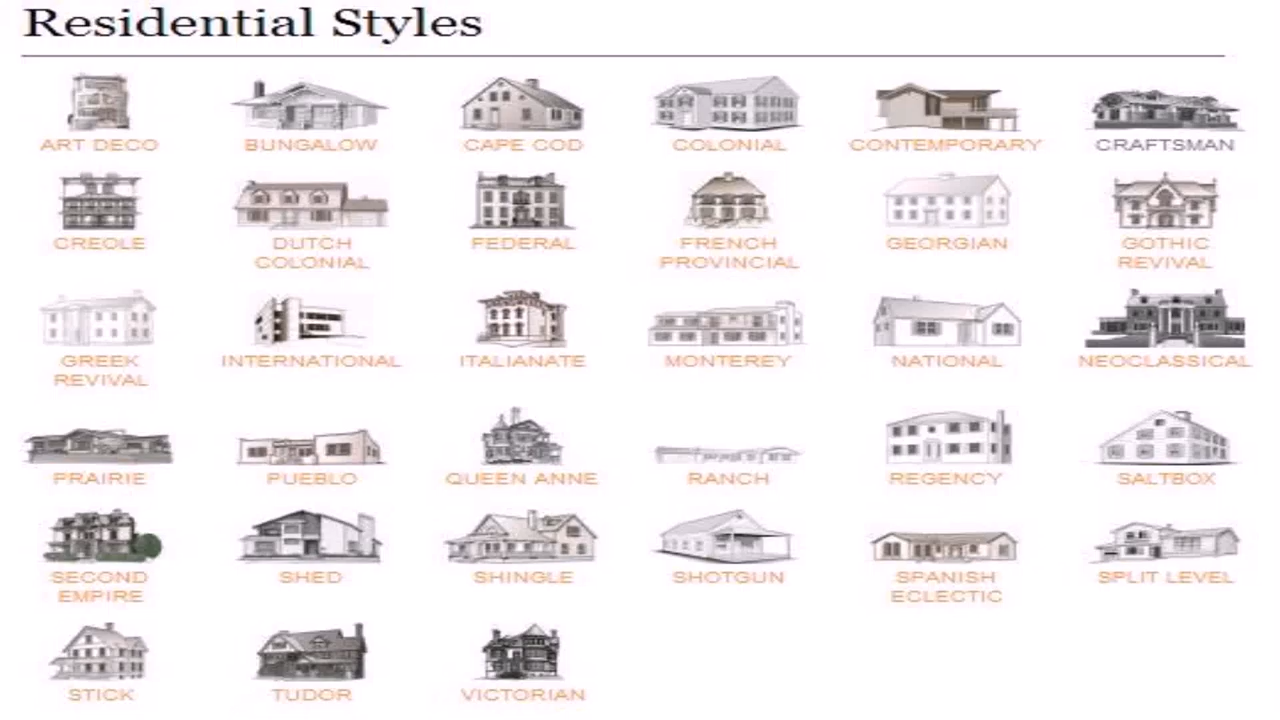 Residential Styles
ART DECO
BUNGALOW
CAPE COD
COLONIAL
CONTEMPORARY
CRAFTSMAN
CREOLE
DUTCH
COLONIAL
FEDERAL
FRENCH
PROVINCIAL
GEORGIAN
GOTHIC
REVIVAL
GREEK
REVIVAL
INTERNATIONAL
ITALIANATE
MONTEREY
NATIONAL
NEOCLASSICAL
PRAIRIE
PUEBLO
QUEEN ANNE
RANCH
REGENCY
SALTBOX
SECOND
EMPIRE
SHED
SHINGLE
SHOTGUN
SPANISH
ECLECTIC
SPLIT LEVEL
STICK
TUDOR
VICTORIAN